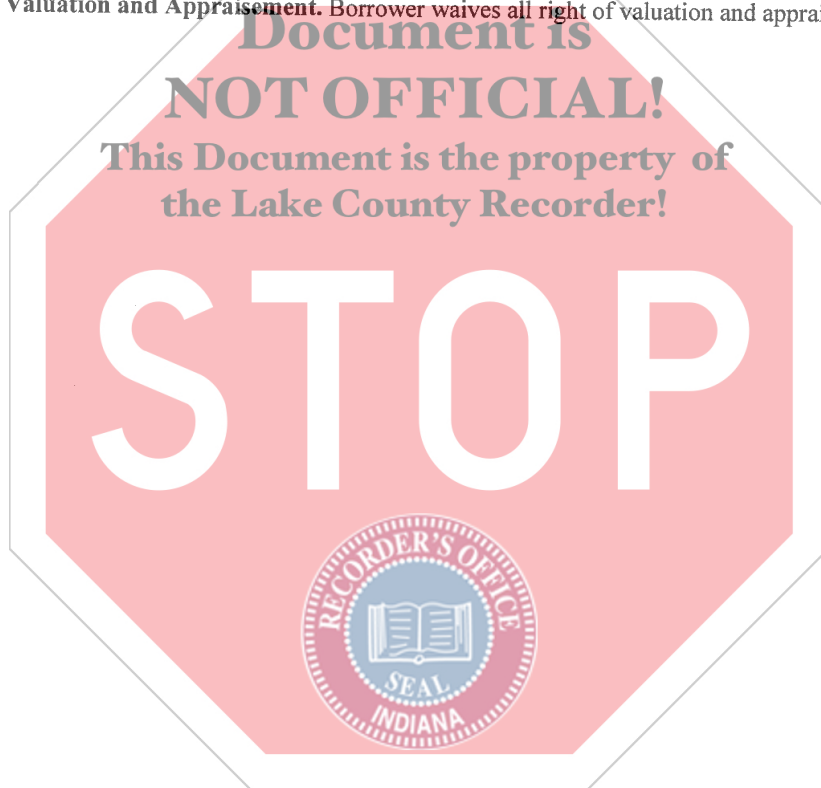 Valuation and Appraisement. Borrower waives all right of valuation and
Document is
NOT OFFICIAL!
This Document is the property of
the Lake County Recorder!
STOP
RECORDER'S OFFICE
SEAL
INDIANA